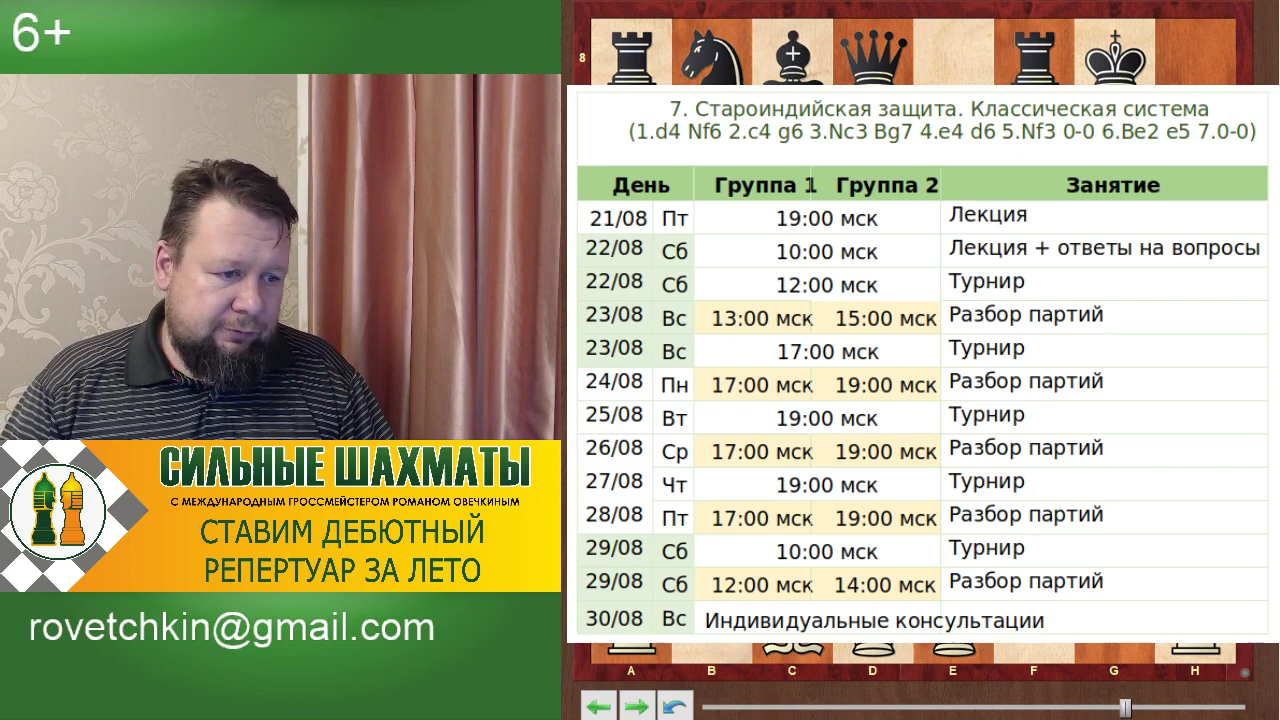 6+
СИЛЬНЫЕ ШАХМАТЫ
С МЕЖДУНАРОДНЫМ ГРОССМЕЙСТЕРОМ РОМАНОМ ОВЕЧКИНЫМ
СТАВИМ ДЕБЮТНЫЙ
РЕПЕРТУАР ЗА ЛЕТО
rovetchkin@gmail.com
8
7. Староиндийская защита. Классическая система
(1.d4 Nf6 2.c4 g6 3.Nc3 Bg7 4.e4 d6 5.Nf3 0-0 6.Be2 e5 7.0-0)
День Группа 1 Группа 2 Занятие
21/08 Пт 19:00 мск Лекция
22/08 Сб 10:00 мск Лекция + ответы на вопросы
22/08 Сб 12:00 мск Турнир
23/08 Вс 13:00 мск 15:00 мск Разбор партий
23/08 Вс 17:00 мск Турнир
24/08 Пн 17:00 мск 19:00 мск Разбор партий
25/08 Вт 19:00 мск Турнир
26/08 Ср 17:00 мск 19:00 мск Разбор партий
27/08 Чт 19:00 мск Турнир
28/08 Пт 17:00 мск 19:00 мск Разбор партий
29/08 Сб 10:00 мск Турнир
29/08 Сб 12:00 мск 14:00 мск Разбор партий
30/08 Вс Индивидуальные консультации
A B C D E F G H